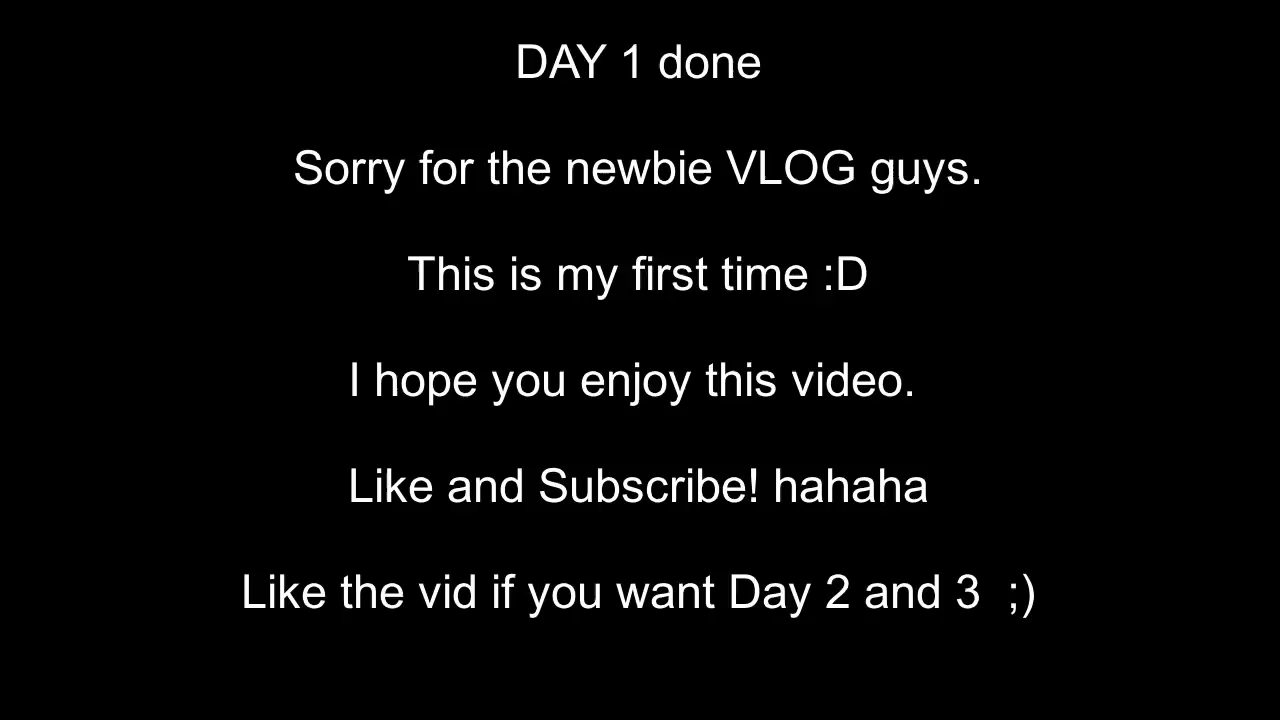 DAY 1 done
Sorry for the newbie VLOG guys.
This is my first time :D
I hope you enjoy this video.
Like and Subscribe! hahaha
Like the vid if you want Day 2 and 3  ;)